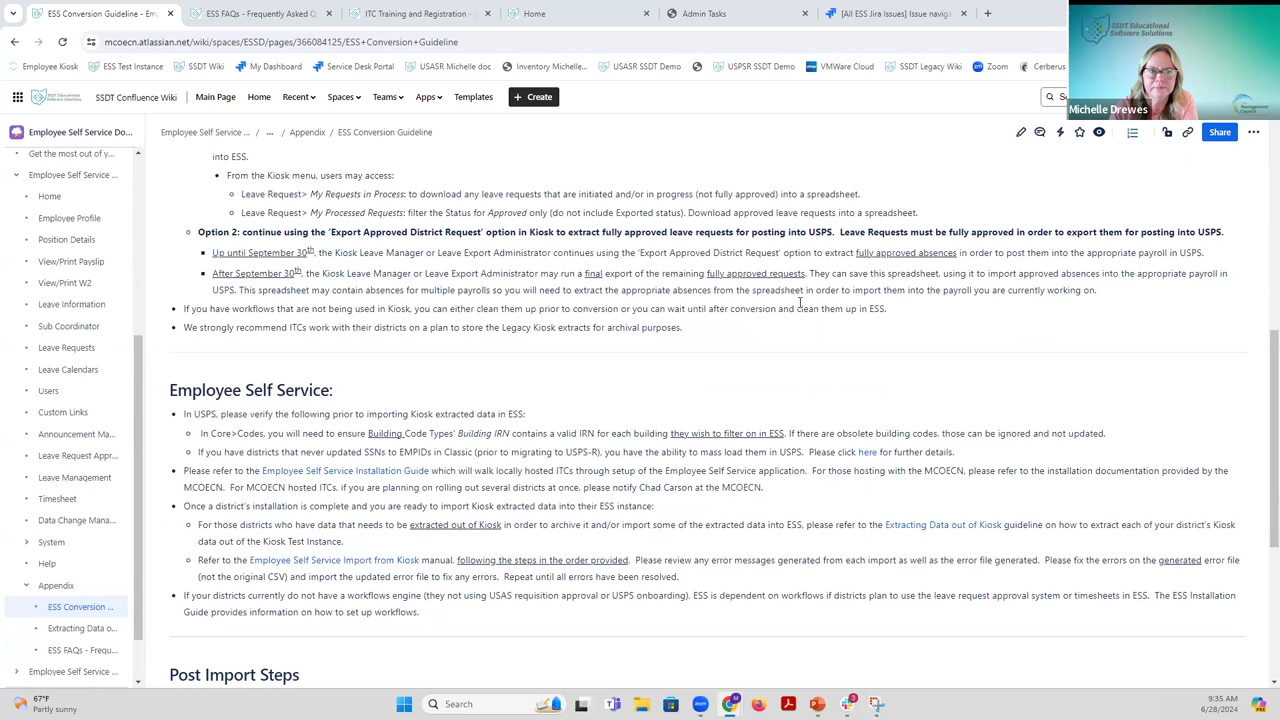 ESS Conversion Guideline - Em
ESS FAQs - Frequently Asked Q
ITC Training and Registration -
Home
Admin Tasks
[All ESS Jira Issues] Issue navig
mcoecn.atlassian.net/wiki/spaces/ESSD/pages/366084125/ESS+Conversion+Guideline
Employee Kiosk
ESS Test Instance
SSDT Wiki
My Dashboard
Service Desk Portal
USASR Michelle doc
Inventory Michelle...
USASR SSDT Demo
USPSR SSDT Demo
VMWare Cloud
SSDT Legacy Wiki
Zoom
Cerberus
SSDT Educational
Software Solutions
Management
Council
Michelle Drewes
SSDT Educational
Software Solutions
SSDT Confluence Wiki
Main Page
Home
Recent
Spaces
Teams
Apps
Templates
+ Create
Se
Employee Self Service Do...
Employee Self Service ... / ... / Appendix / ESS Conversion Guideline
Share
Get the most out of y...
Employee Self Service ...
Home
Employee Profile
Position Details
View/Print Payslip
View/Print W2
Leave Information
Sub Coordinator
Leave Requests
Leave Calendars
Users
Custom Links
Announcement Ma...
Leave Request Appr...
Leave Management
Timesheet
Data Change Mana...
System
Help
Appendix
ESS Conversion ...
Extracting Data o...
ESS FAQs - Frequ...
Employee Self Service ...
into ESS.
From the Kiosk menu, users may access:
Leave Request> My Requests in Process: to download any leave requests that are initiated and/or in progress (not fully approved) into a spreadsheet.
Leave Request> My Processed Requests: filter the Status for Approved only (do not include Exported status). Download approved leave requests into a spreadsheet.
Option 2: continue using the 'Export Approved District Request' option in Kiosk to extract fully approved leave requests for posting into USPS. Leave Requests must be fully approved in order to export them for posting into USPS.
Up until September 30th, the Kiosk Leave Manager or Leave Export Administrator continues using the 'Export Approved District Request' option to extract fully approved absences in order to post them into the appropriate payroll in USPS.
After September 30th, the Kiosk Leave Manager or Leave Export Administrator may run a final export of the remaining fully approved requests. They can save this spreadsheet, using it to import approved absences into the appropriate payroll in
USPS. This spreadsheet may contain absences for multiple payrolls so you will need to extract the appropriate absences from the spreadsheet in order to import them into the payroll you are currently working on.
If you have workflows that are not being used in Kiosk, you can either clean them up prior to conversion or you can wait until after conversion and clean them up in ESS.
We strongly recommend ITCs work with their districts on a plan to store the Legacy Kiosk extracts for archival purposes.
Employee Self Service:
In USPS, please verify the following prior to importing Kiosk extracted data in ESS:
In Core>Codes, you will need to ensure Building Code Types' Building IRN contains a valid IRN for each building they wish to filter on in ESS. If there are obsolete building codes, those can be ignored and not updated.
If you have districts that never updated SSNs to EMPIDs in Classic (prior to migrating to USPS-R), you have the ability to mass load them in USPS. Please click here for further details.
Please refer to the Employee Self Service Installation Guide which will walk locally hosted ITCs through setup of the Employee Self Service application. For those hosting with the MCOECN, please refer to the installation documentation provided by the
MCOECN. For MCOECN hosted ITCs, if you are planning on rolling out several districts at once, please notify Chad Carson at the MCOECN.
Once a district's installation is complete and you are ready to import Kiosk extracted data into their ESS instance:
For those districts who have data that needs to be extracted out of Kiosk in order to archive it and/or import some of the extracted data into ESS, please refer to the Extracting Data out of Kiosk guideline on how to extract each of your district's Kiosk
data out of the Kiosk Test Instance.
Refer to the Employee Self Service Import from Kiosk manual, following the steps in the order provided. Please review any error messages generated from each import as well as the error file generated. Please fix the errors on the generated error file
(not the original CSV) and import the updated error file to fix any errors. Repeat until all errors have been resolved.
If your districts currently do not have a workflows engine (they not using USAS requisition approval or USPS onboarding). ESS is dependent on workflows if districts plan to use the leave request approval system or timesheets in ESS. The ESS Installation
Guide provides information on how to set up workflows.
Post Import Steps
67°F
Partly sunny
Search
9:35 AM
6/28/2024